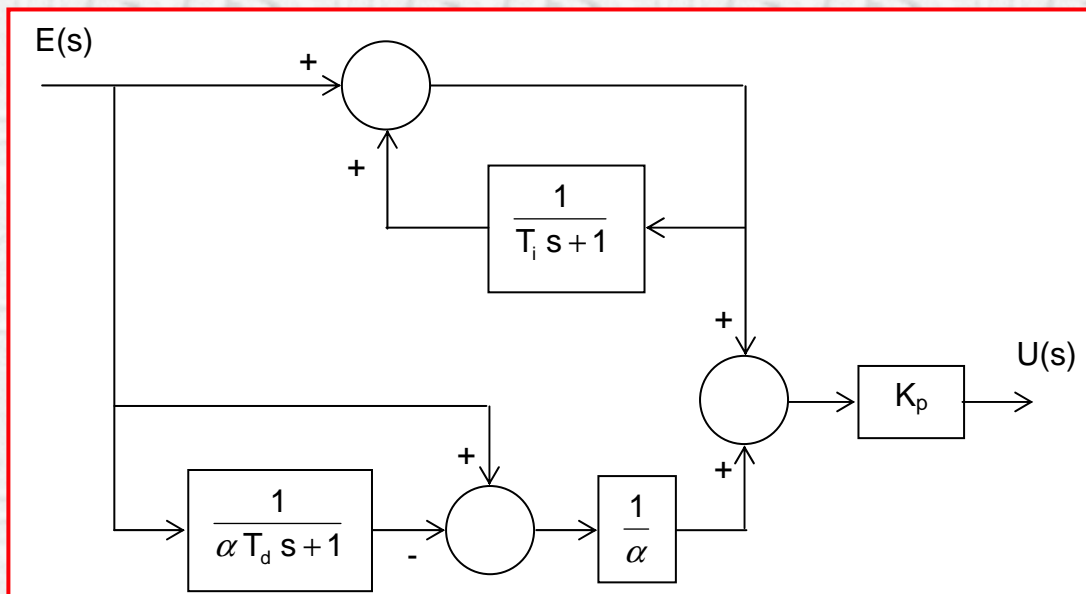 E(s)
+
+
1
T_i s + 1
+
U(s)
K_p
+
+
1
α T_d s + 1
-
1
α